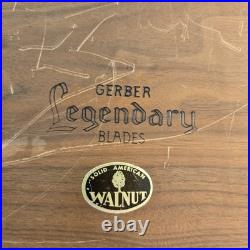 GERBER
Legendary
BLADES
SOLID AMERICAN
WALNUT